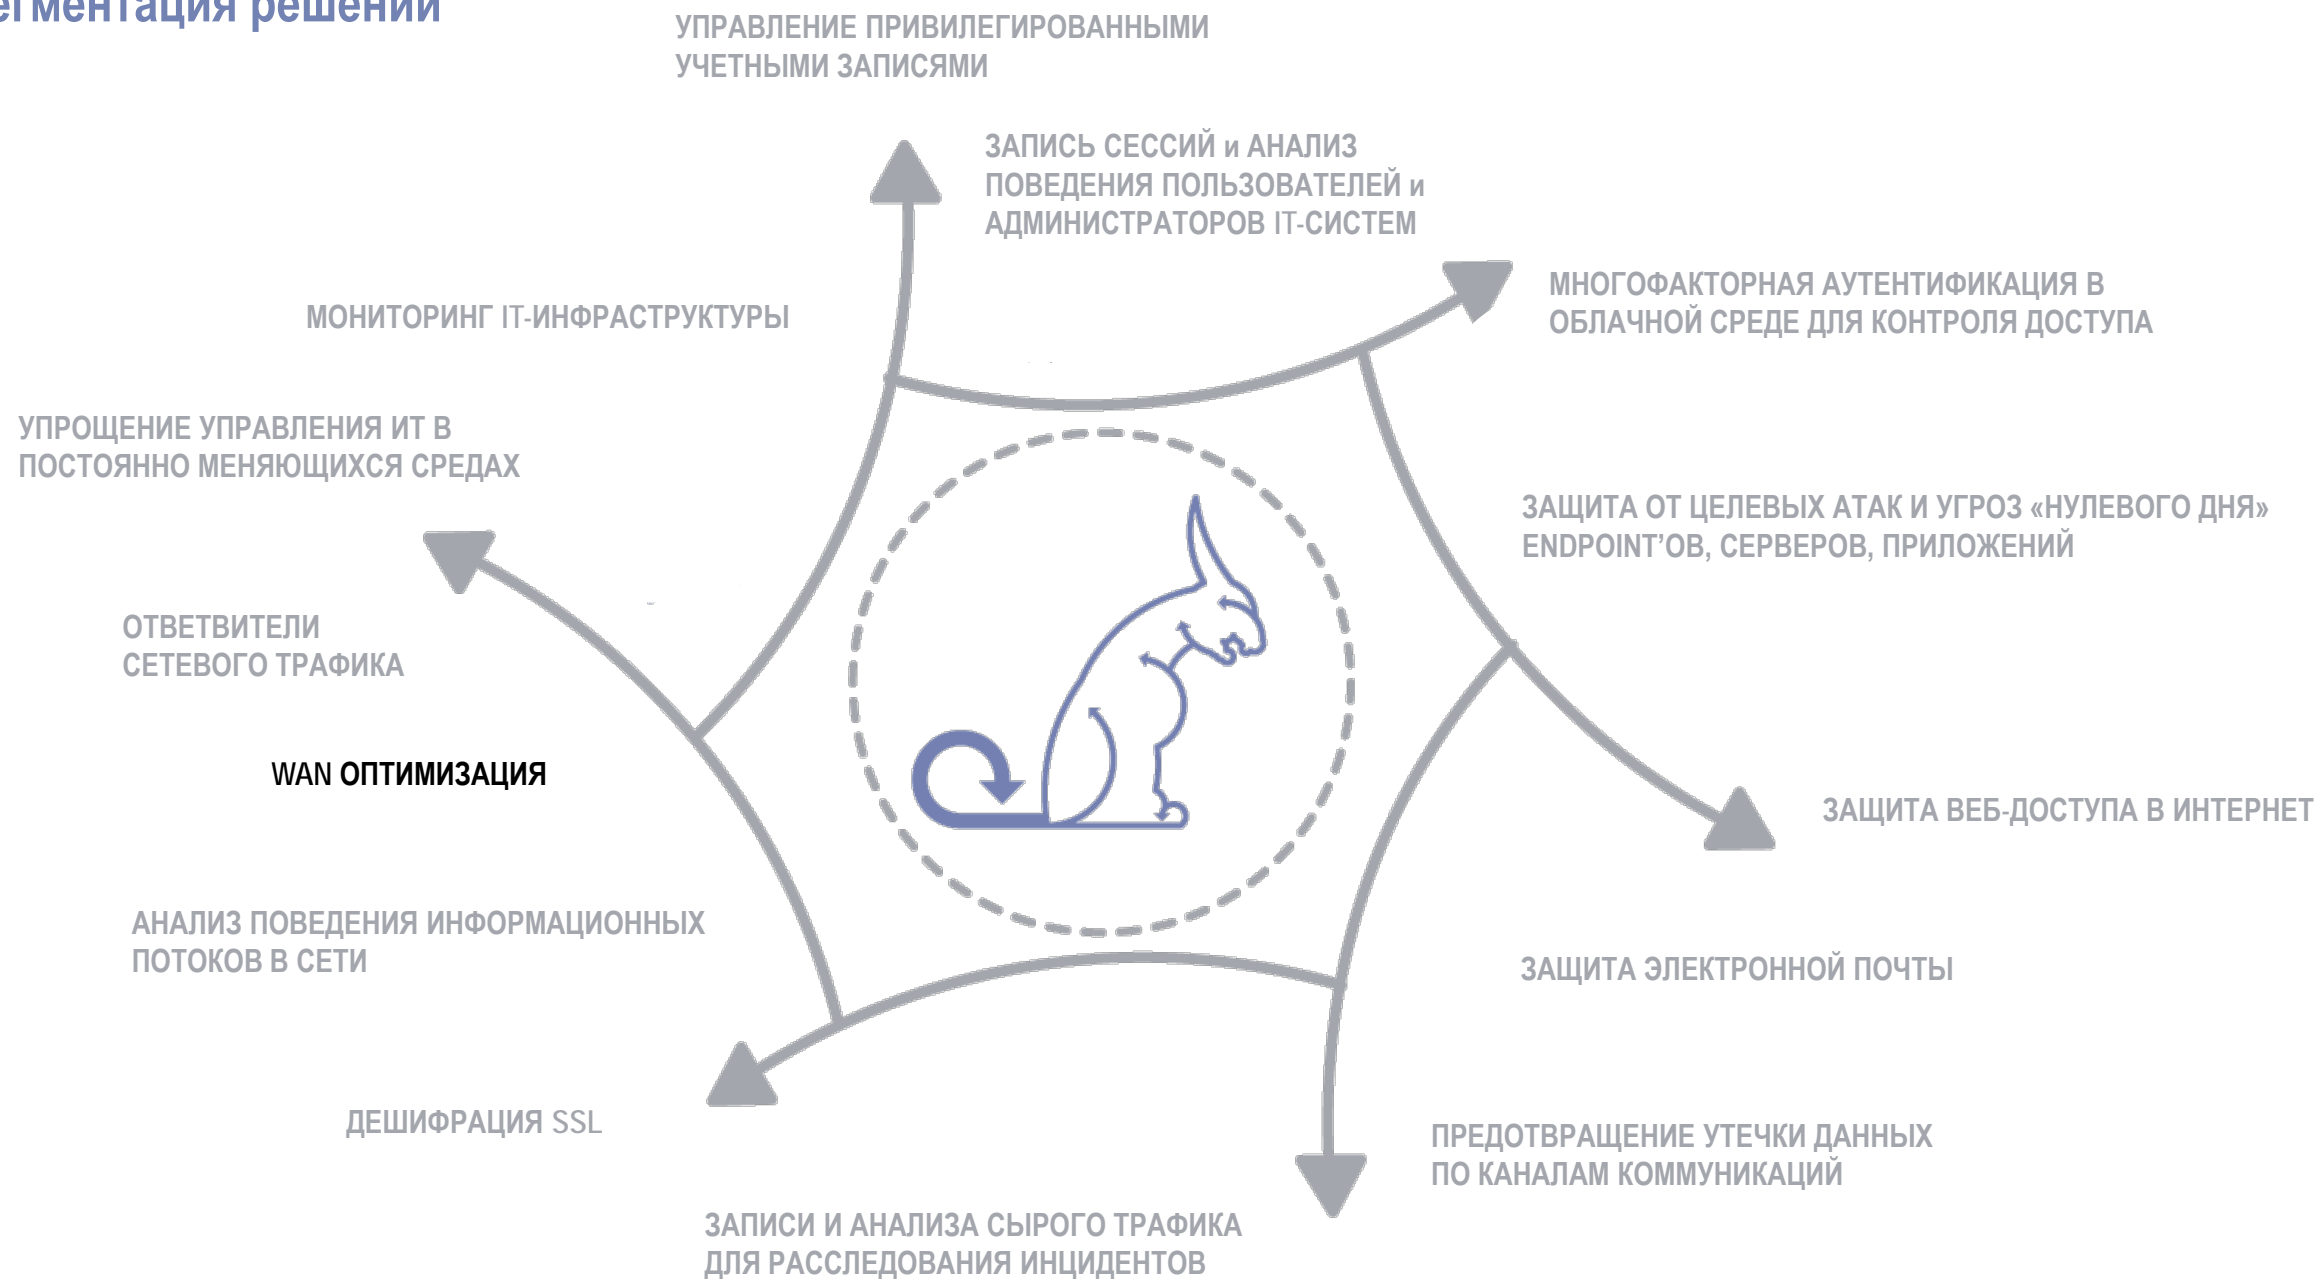 егментация решений
УПРАВЛЕНИЕ ПРИВИЛЕГИРОВАННЫМИ
УЧЕТНЫМИ ЗАПИСЯМИ
ЗАПИСЬ СЕССИЙ и АНАЛИЗ
ПОВЕДЕНИЯ ПОЛЬЗОВАТЕЛЕЙ и
АДМИНИСТРАТОРОВ IT-СИСТЕМ
МНОГОФАКТОРНАЯ АУТЕНТИФИКАЦИЯ В
ОБЛАЧНОЙ СРЕДЕ ДЛЯ КОНТРОЛЯ ДОСТУПА
МОНИТОРИНГ IT-ИНФРАСТРУКТУРЫ
УПРОЩЕНИЕ УПРАВЛЕНИЯ ИТ В
ПОСТОЯННО МЕНЯЮЩИХСЯ СРЕДАХ
ЗАЩИТА ОТ ЦЕЛЕВЫХ АТАК И УГРОЗ «НУЛЕВОГО ДНЯ»
ENDPOINT’ОВ, СЕРВЕРОВ, ПРИЛОЖЕНИЙ
ОТВЕТВИТЕЛИ
СЕТЕВОГО ТРАФИКА
WAN ОПТИМИЗАЦИЯ
ЗАЩИТА ВЕБ-ДОСТУПА В ИНТЕРНЕТ
АНАЛИЗ ПОВЕДЕНИЯ ИНФОРМАЦИОННЫХ
ПОТОКОВ В СЕТИ
ЗАЩИТА ЭЛЕКТРОННОЙ ПОЧТЫ
ДЕШИФРАЦИЯ SSL
ПРЕДОТВРАЩЕНИЕ УТЕЧКИ ДАННЫХ
ПО КАНАЛАМ КОММУНИКАЦИЙ
ЗАПИСИ И АНАЛИЗА СЫРОГО ТРАФИКА
ДЛЯ РАССЛЕДОВАНИЯ ИНЦИДЕНТОВ